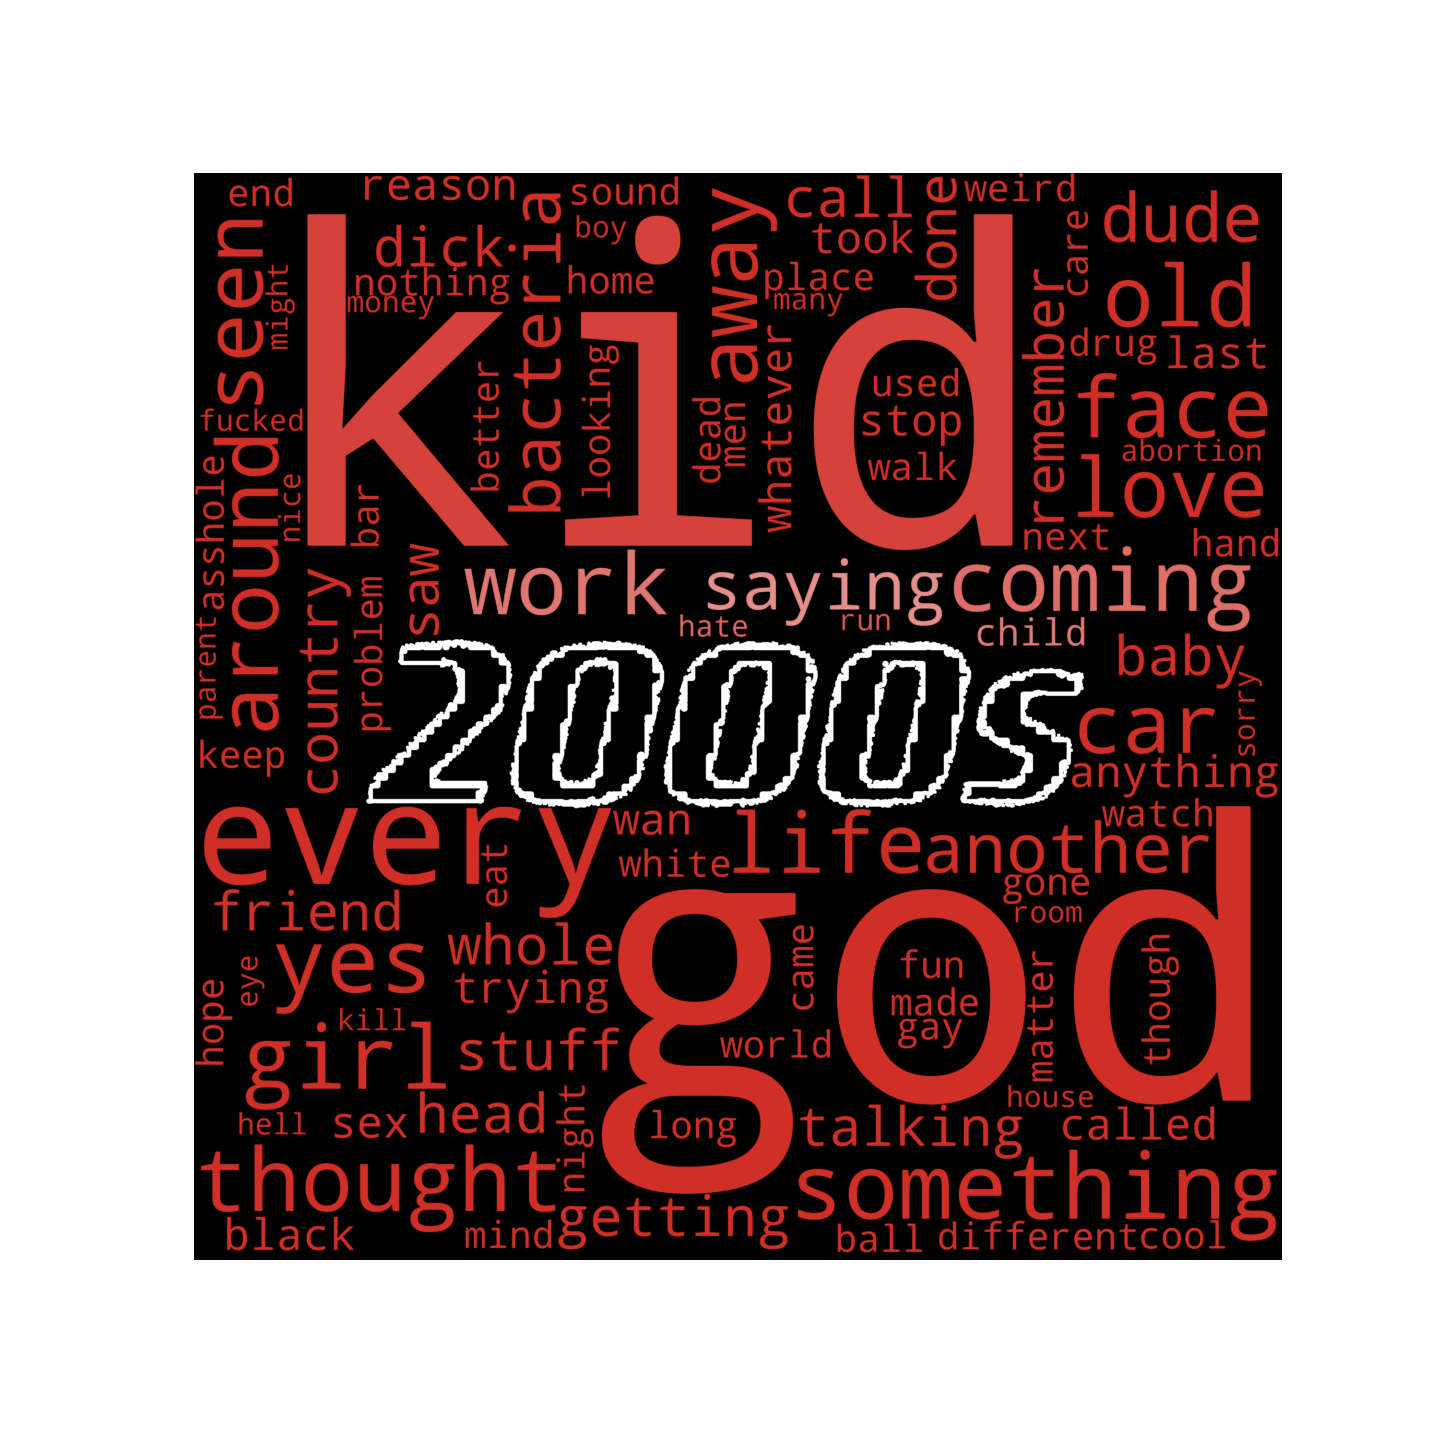 end
reason
sound
call
weird
dude
seen
dick
bacteria
boy
away
took
done
care
might
nothing
money
home
place
many
old
kid
remember
drug
last
fucked
better
looking
dead
men
whatever
used
stop
walk
face
abortion
love
around
asshole
nice
bar
next
hand
saw
work
saying
coming
country
problem
hate
run
child
parent
2000s
baby
sorry
keep
car
anything
every
eat
wan
white
life
another
watch
friend
yes
whole
trying
god
gone
room
came
fun
made
gay
matter
though
hope
eye
kill
girl
stuff
world
house
hell
sex
head
night
long
talking
called
thought
something
black
mind
getting
ball
different
cool